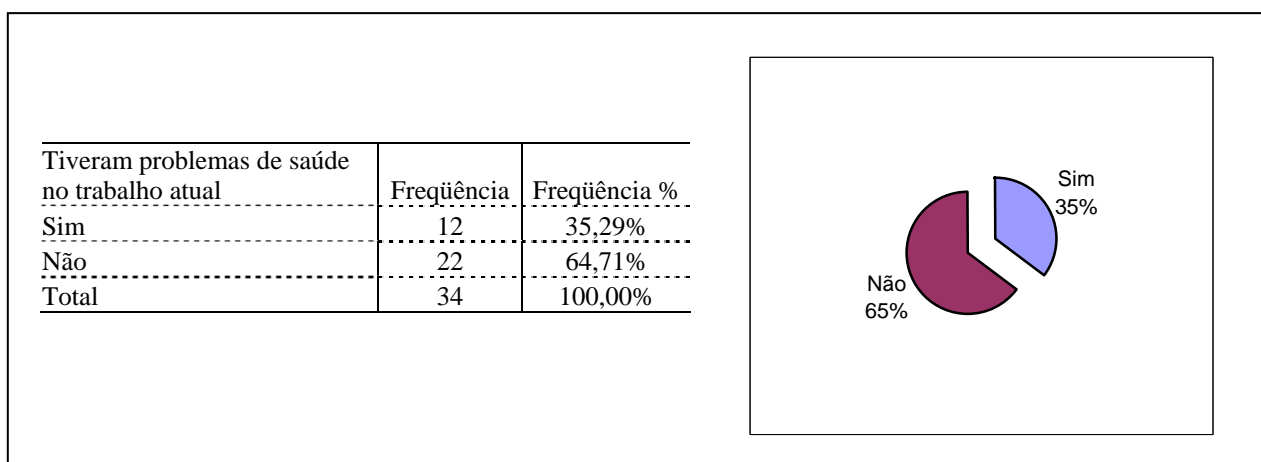 Tiveram problemas de saúde
no trabalho atual Freqüência Freqüência %
Sim 12 35,29%
Não 22 64,71%
Total 34 100,00%
Sim
35%
Não
65%